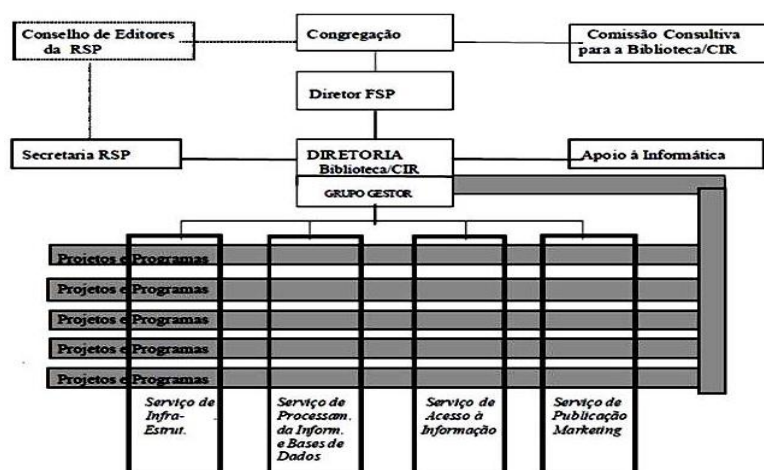 Conselho de Editores
da RSP
Congregação
Comissão Consultiva
para a Biblioteca/CIR
Diretor FSP
Secretaria RSP
DIRETORIA
Biblioteca/CIR
Apoio à Informática
GRUPO GESTOR
Projetos e Programas
Projetos e Programas
Projetos e Programas
Projetos e Programas
Projetos e Programas
Serviço de
Infra-
Estrut.
Serviço de
Processam.
da Inform.
e Bases de
Dados
Serviço de
Acesso à
Informação
Serviço de
Publicação
Marketing